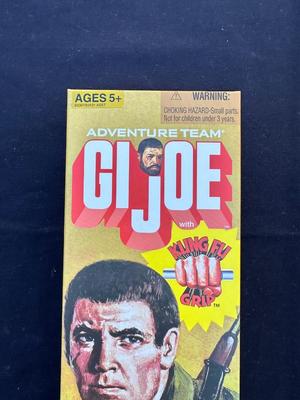 AGES 5+
WARNING:
CHOKING HAZARD-Small parts.
Not for children under 3 years.
ADVENTURE TEAM
GI JOE
with
KUNG FU
GRIP™